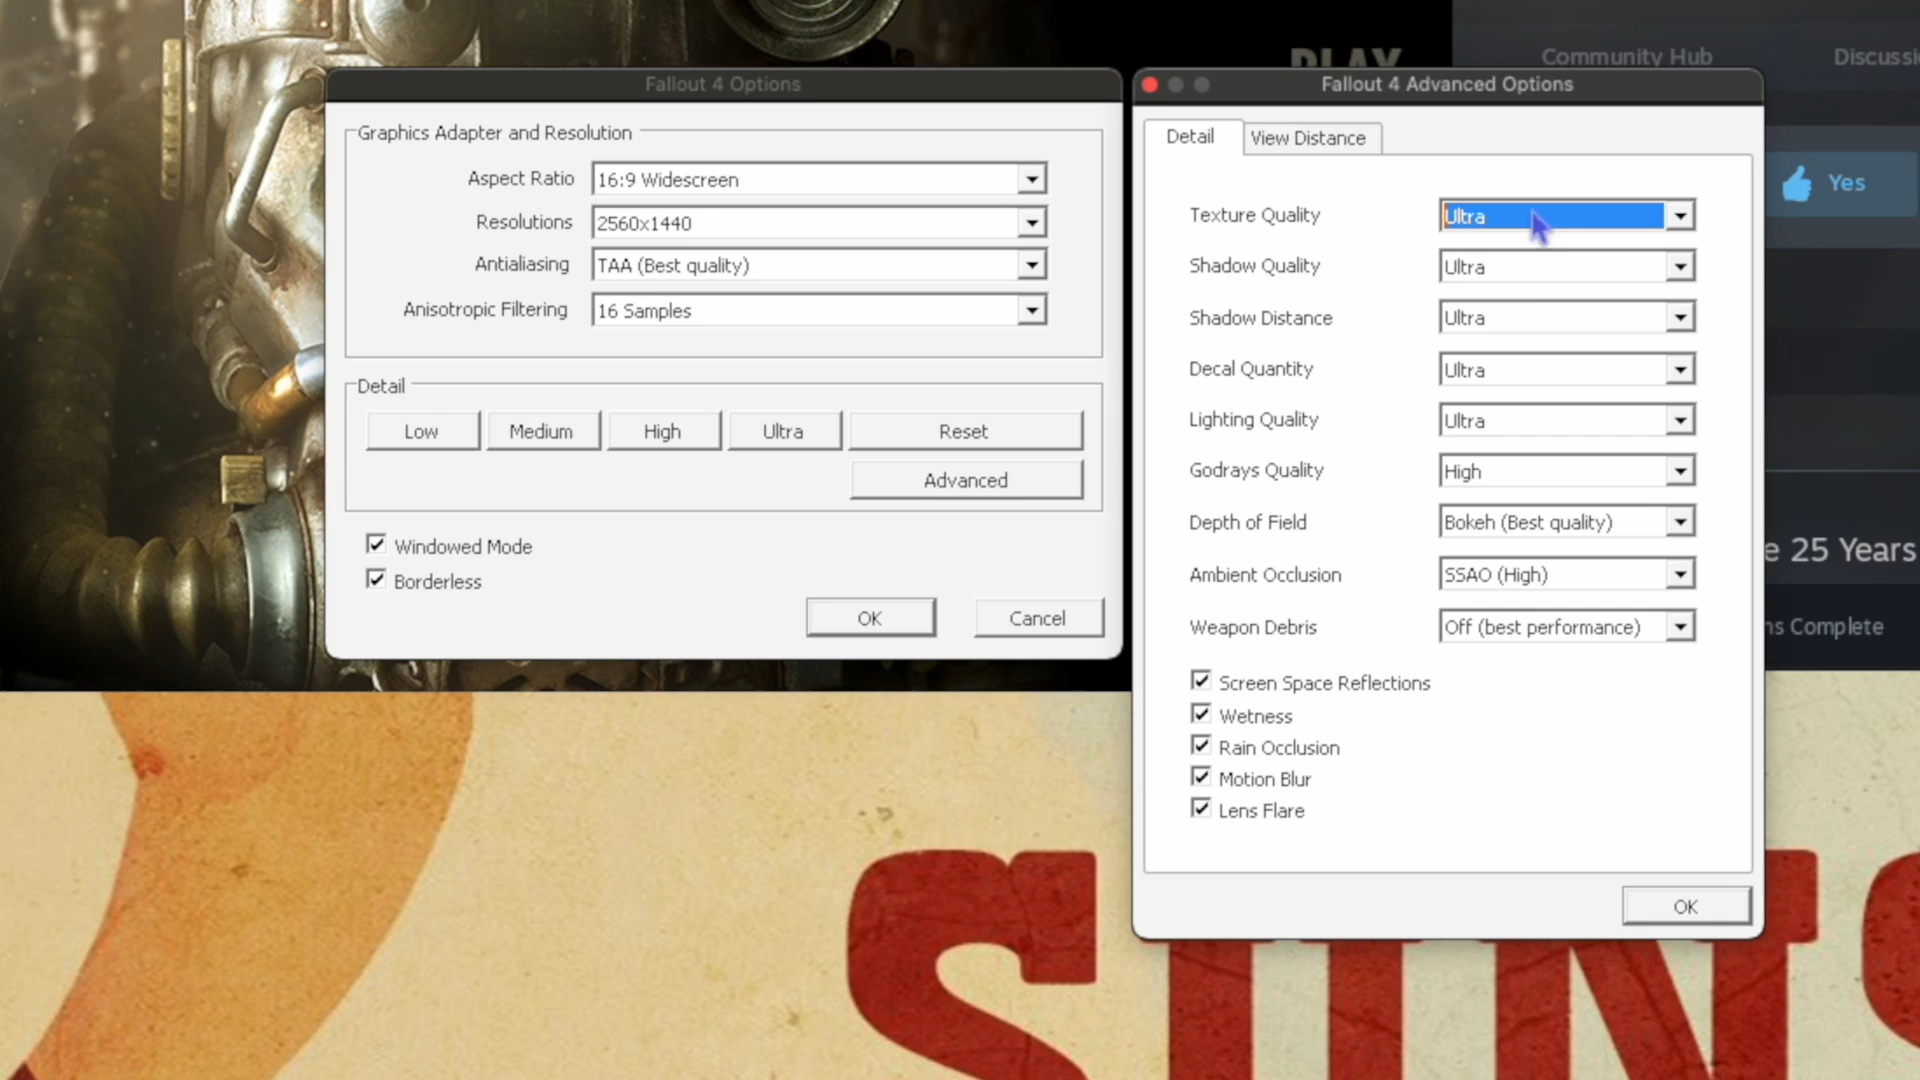 PLAY
Community Hub
Fallout 4 Options
Graphics Adapter and Resolution
Aspect Ratio 16:9 Widescreen
Resolutions 2560x1440
Antialiasing TAA (Best quality)
Anisotropic Filtering 16 Samples
Detail
Low Medium High Ultra Reset
Advanced
Windowed Mode
Borderless
OK Cancel
Fallout 4 Advanced Options
Detail View Distance
Texture Quality Ultra
Shadow Quality Ultra
Shadow Distance Ultra
Decal Quantity Ultra
Lighting Quality Ultra
Godrays Quality High
Depth of Field Bokeh (Best quality)
Ambient Occlusion SSAO (High)
Weapon Debris Off (best performance)
Screen Space Reflections
Wetness
Rain Occlusion
Motion Blur
Lens Flare
OK
Yes
e 25 Years
ns Complete